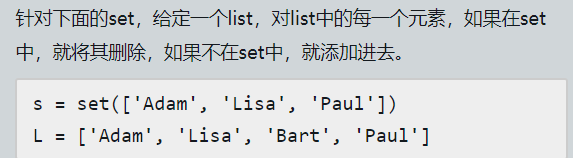 针对下面的set，给定一个list，对list中的每一个元素，如果在set
中，就将其删除，如果不在set中，就添加进去。
s = set(['Adam', 'Lisa', 'Paul'])
L = ['Adam', 'Lisa', 'Bart', 'Paul']